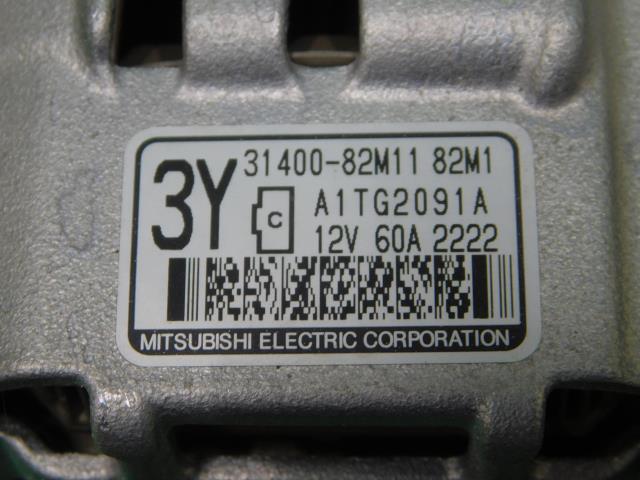 3Y
31400-82M11 82M1
C
A1TG2091A
12V 60A 2222
MITSUBISHI ELECTRIC CORPORATION